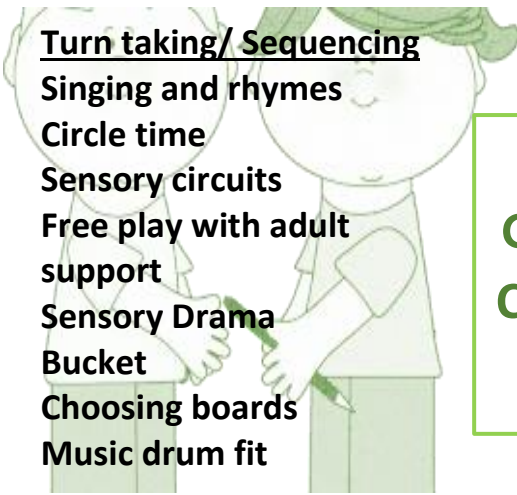 Turn taking/ Sequencing
Singing and rhymes
Circle time
Sensory circuits
Free play with adult
support
Sensory Drama
Bucket
Choosing boards
Music drum fit